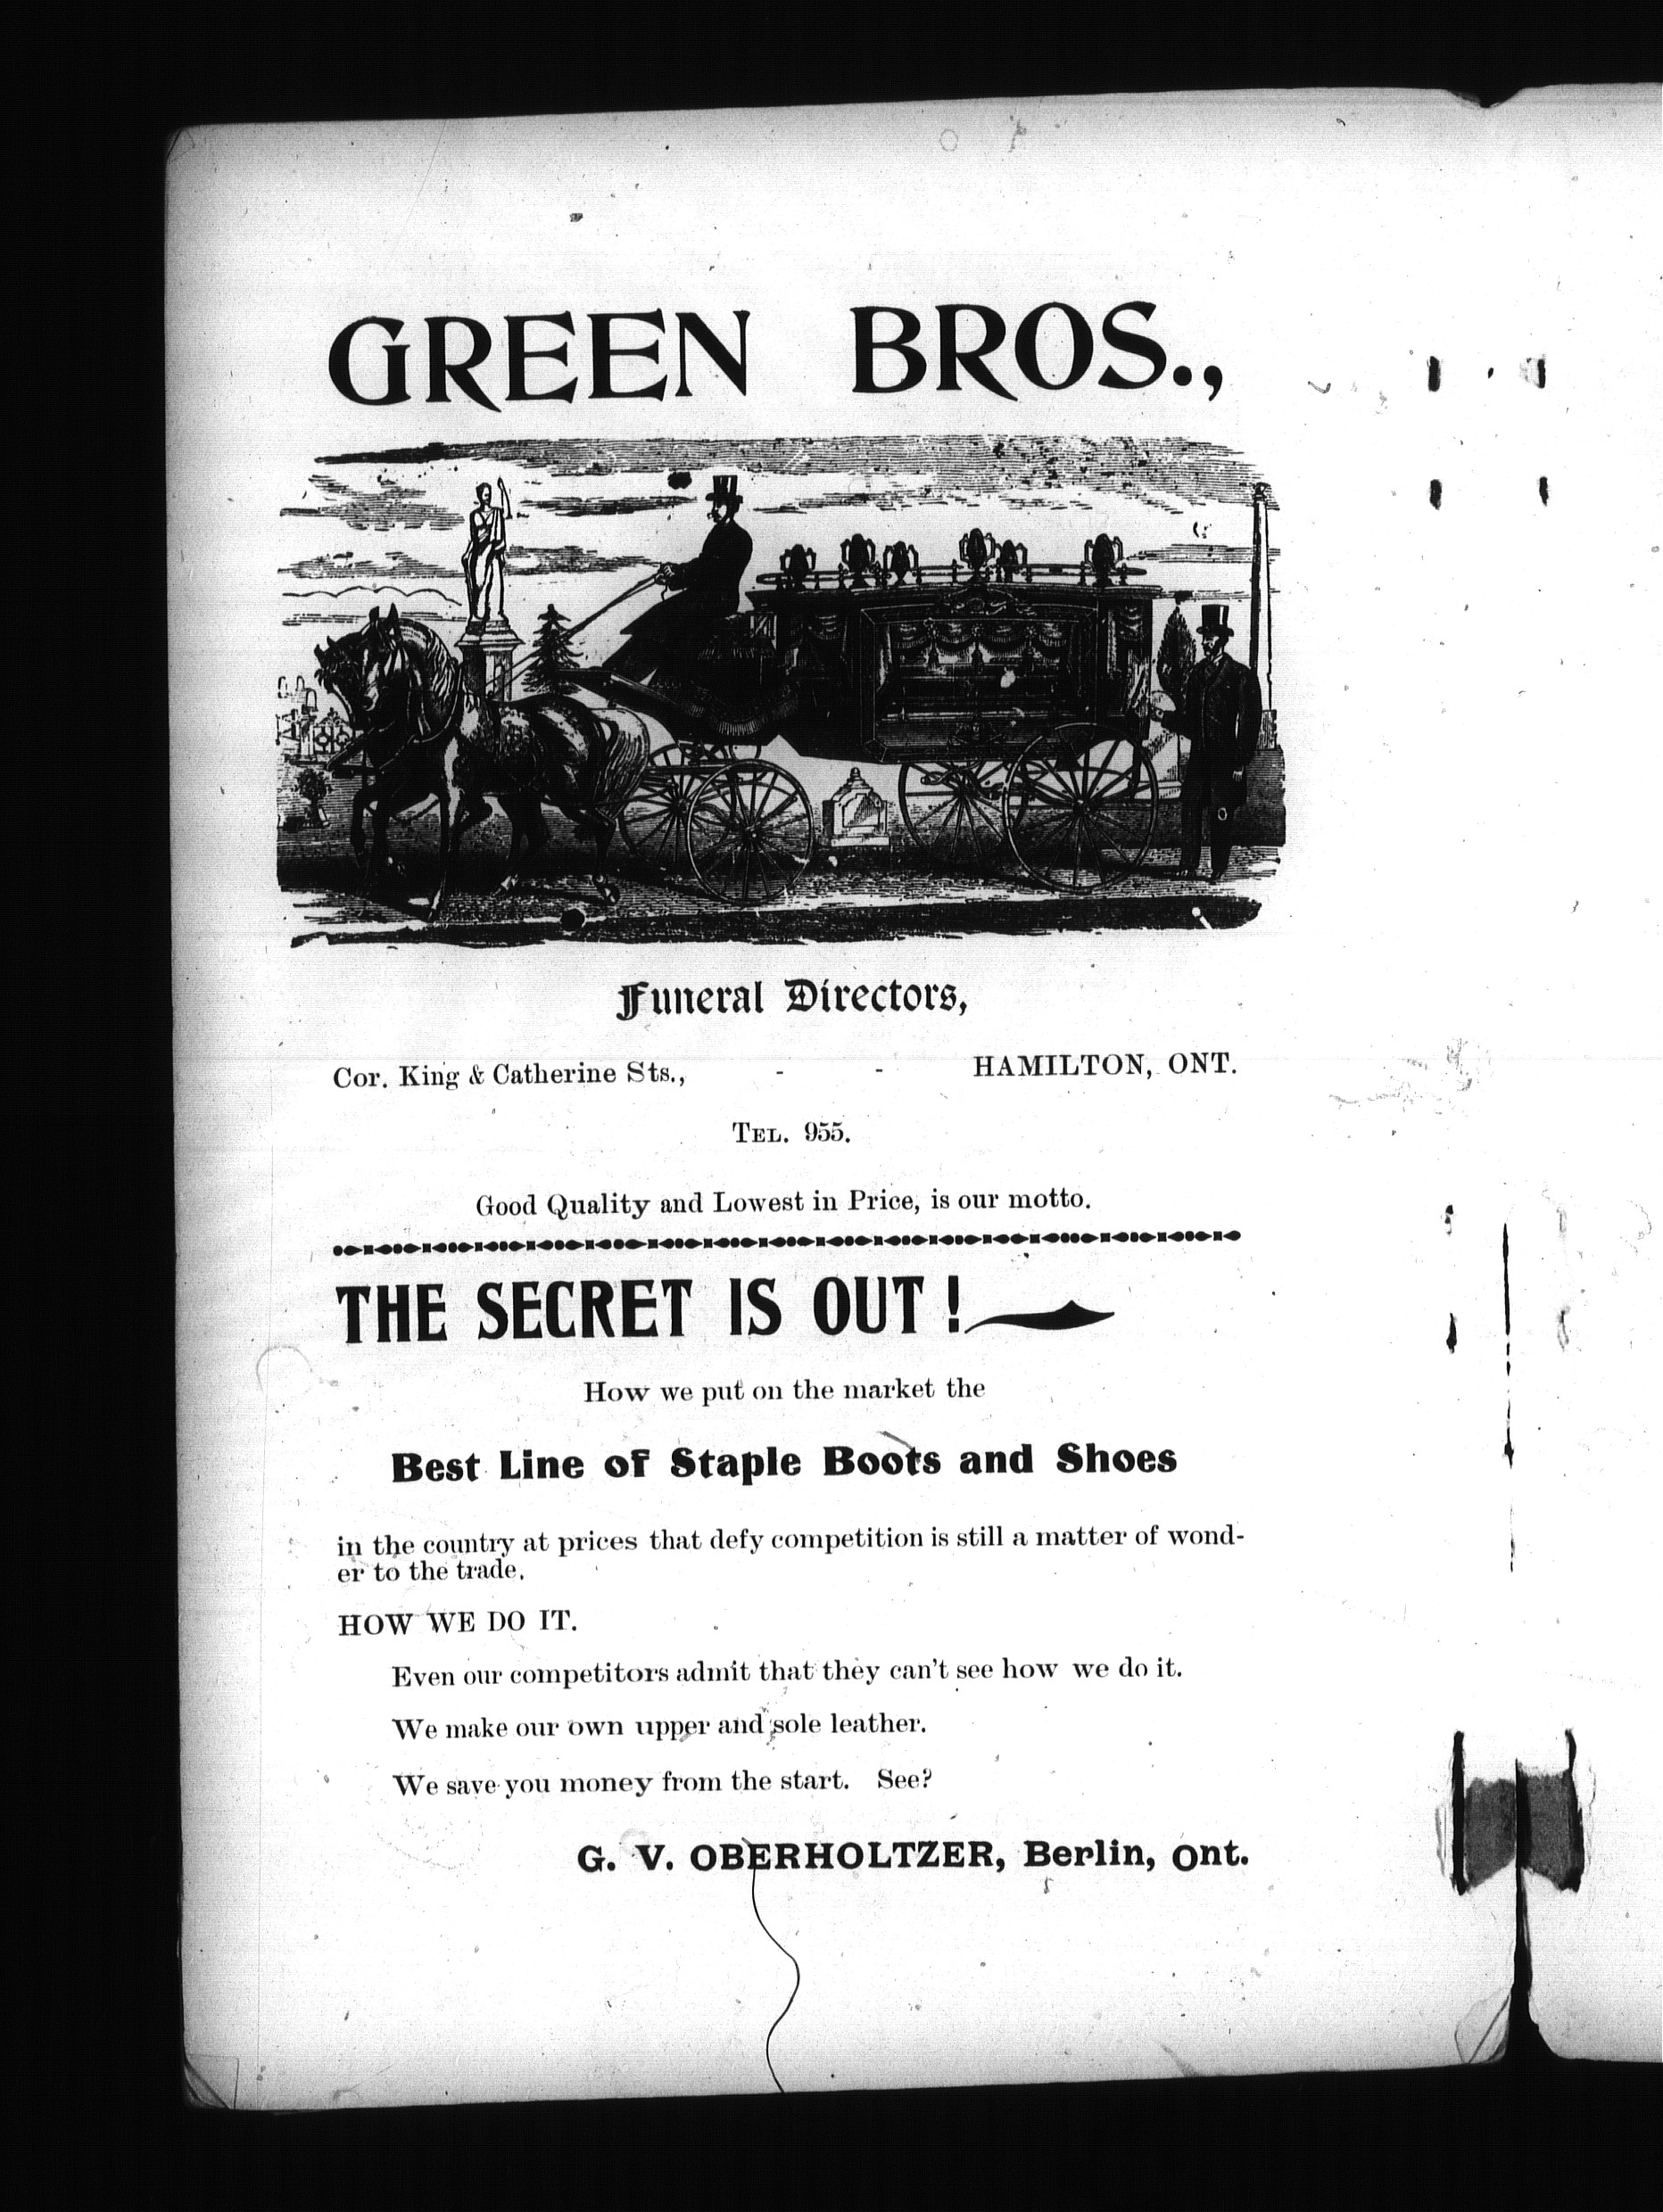 GREEN BROS.,
Funeral Directors,
Cor. King & Catherine Sts., - - HAMILTON, ONT.
TEL. 955.
Good Quality and Lowest in Price, is our motto.
THE SECRET IS OUT!
How we put on the market the
Best Line of Staple Boots and Shoes
in the country at prices that defy competition is still a matter of wond-
er to the trade.
HOW WE DO IT.
Even our competitors admit that they can't see how we do it.
We make our own upper and sole leather.
We save you money from the start. See?
G. V. OBERHOLTZER, Berlin, Ont.